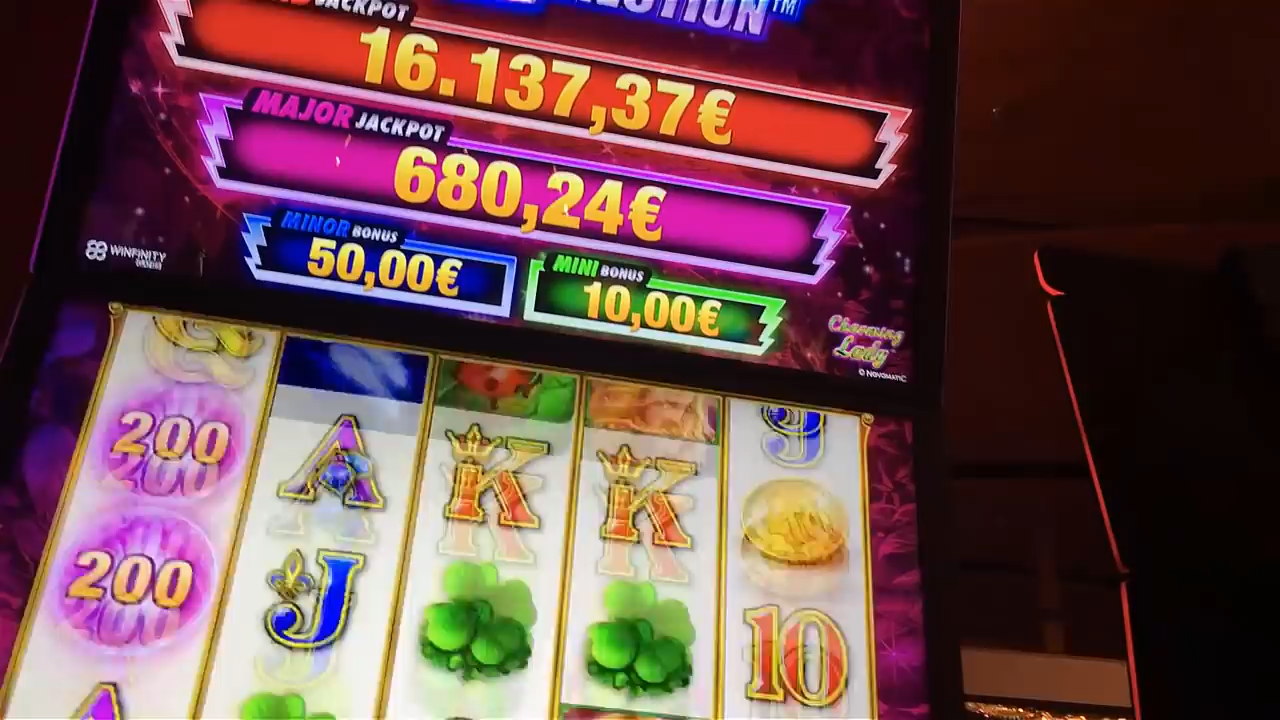 JACKPOT
16.137,37€
MAJOR JACKPOT
680,24€
MINOR BONUS
50,00€
MINI BONUS
10,00€
WINFINITY
Charming
Lady
© NOVOMATIC
9
200
A
K
K
200
J
10
A